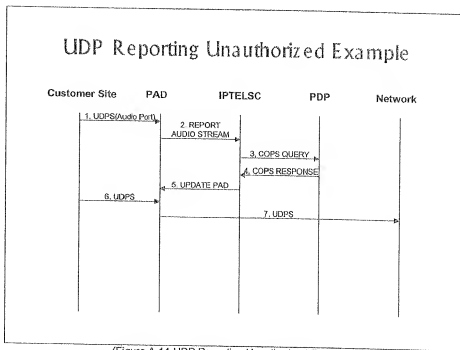 UDP Reporting Unauthorized Example
Customer Site PAD IPTELSC PDP Network
1. UDPS(Audio Port)
2. REPORT
AUDIO STREAM
3. COPS QUERY
4. COPS RESPONSE
5. UPDATE PAD
6. UDPS
7. UDPS